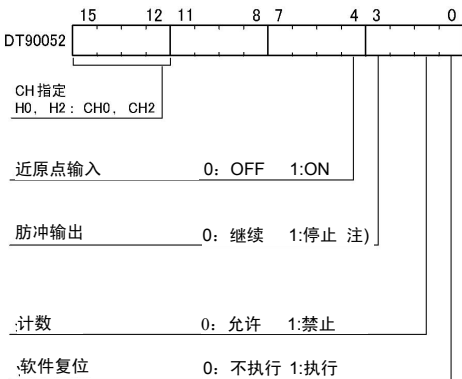 15 12 11 8 7 4 3 0
DT90052
CH指定
H0, H2: CH0, CH2
近原点输入 0: OFF 1:ON
肪冲输出 0: 继续 1:停止 注)
计数 0: 允许 1:禁止
软件复位 0: 不执行 1:执行